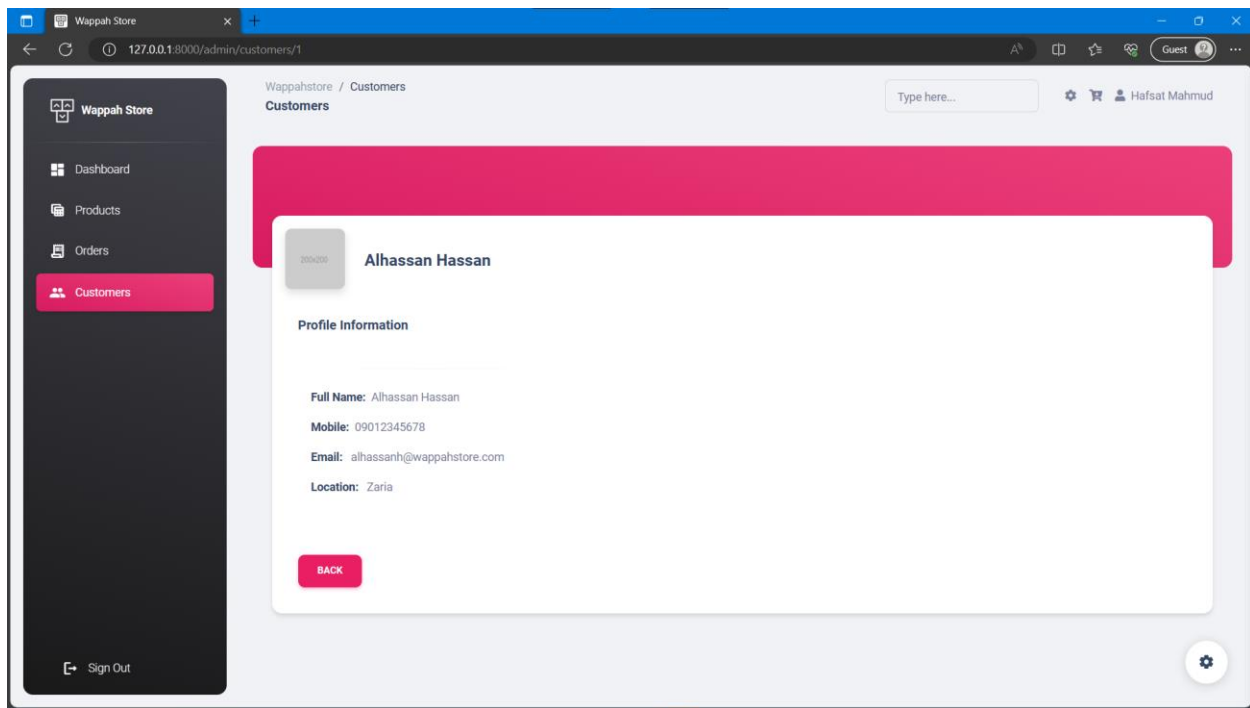 Wappah Store
127.0.0.1:8000/admin/customers/1
Guest
Wappah Store
Dashboard
Products
Orders
Customers
Sign Out
Wappahstore / Customers
Customers
Type here...
Hafsat Mahmud
200x200
Alhassan Hassan
Profile Information
Full Name: Alhassan Hassan
Mobile: 09012345678
Email: alhassanh@wappahstore.com
Location: Zaria
BACK